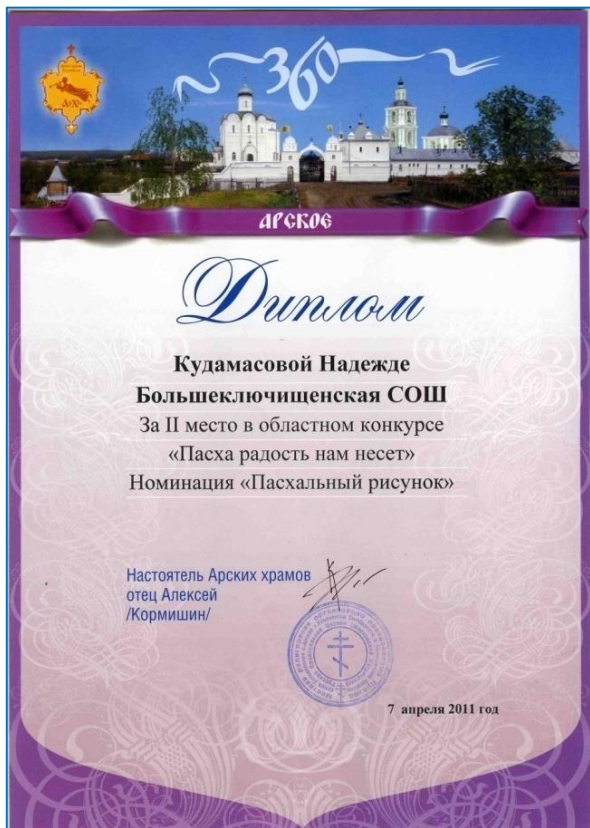 360
АРСКОЕ
Диплом
Кудамасовой Надежде
Большеключищенская СОШ
За II место в областном конкурсе
«Пасха радость нам несет»
Номинация «Пасхальный рисунок»
Настоятель Арских храмов
отец Алексей
/Кормишин/
7 апреля 2011 год